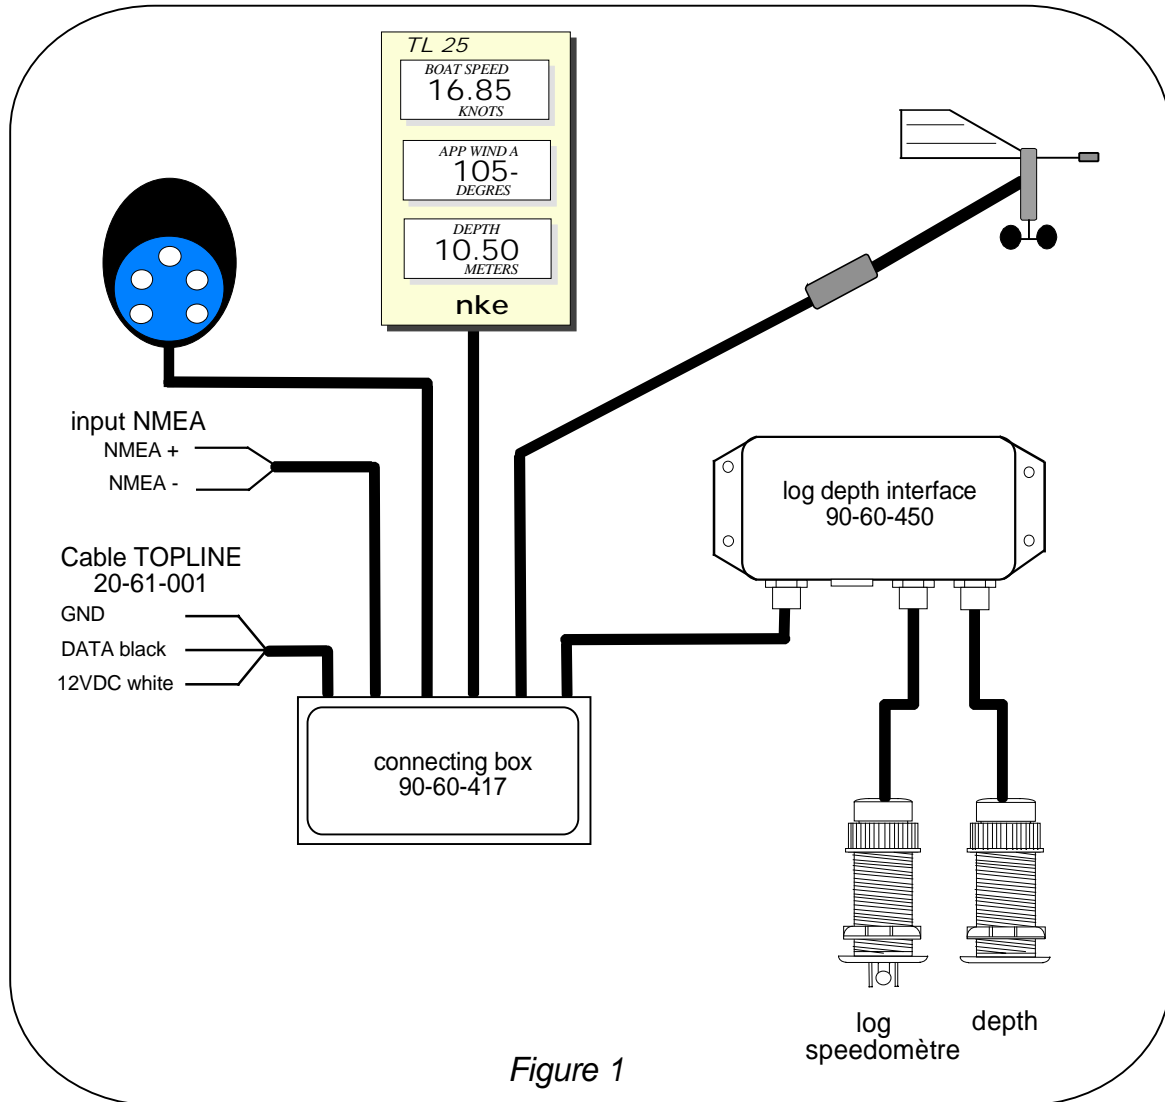 TL 25
BOAT SPEED
16.85
KNOTS
APP WIND A
105-
DEGRES
DEPTH
10.50
METERS
nke
input NMEA
NMEA +
NMEA -
Cable TOPLINE
20-61-001
GND
DATA black
12VDC white
log depth interface
90-60-450
connecting box
90-60-417
log
speedomètre
depth
Figure 1